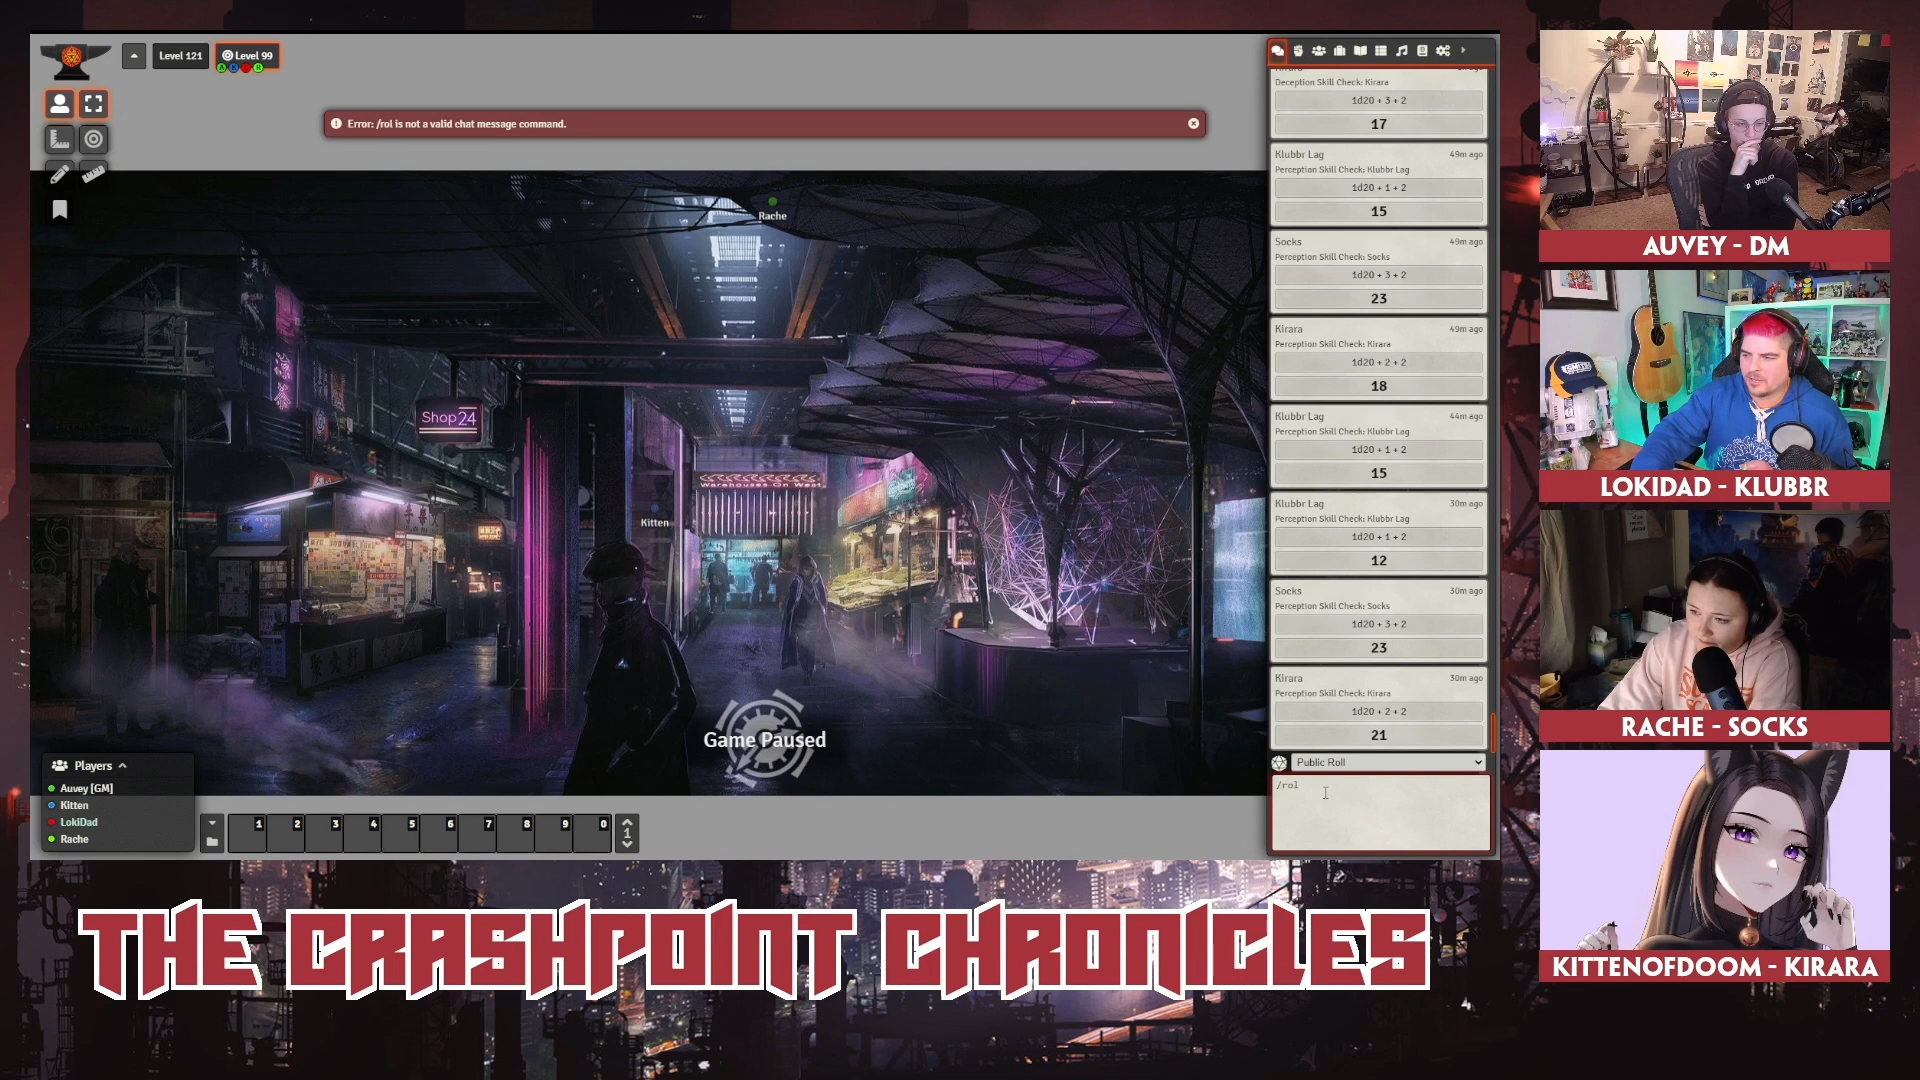 Level 121
Level 99
A K L R
Error: /rol is not a valid chat message command.
Rache
Shop24
Warehouses On Wes
Kitten
Game Paused
Players
Auvey [GM]
Kitten
LokiDad
Rache
1 2 3 4 5 6 7 8 9 0
1
Deception Skill Check: Kirara
1d20 + 3 + 2
17
Klubbr Lag 49m ago
Perception Skill Check: Klubbr Lag
1d20 + 1 + 2
15
Socks 49m ago
Perception Skill Check: Socks
1d20 + 3 + 2
23
Kirara 49m ago
Perception Skill Check: Kirara
1d20 + 2 + 2
18
Klubbr Lag 44m ago
Perception Skill Check: Klubbr Lag
1d20 + 1 + 2
15
Klubbr Lag 30m ago
Perception Skill Check: Klubbr Lag
1d20 + 1 + 2
12
Socks 30m ago
Perception Skill Check: Socks
1d20 + 3 + 2
23
Kirara 30m ago
Perception Skill Check: Kirara
1d20 + 2 + 2
21
Public Roll
/rol
AUVEY - DM
LOKIDAD - KLUBBR
RACHE - SOCKS
KITTENOFDOOM - KIRARA
THE CRASHPOINT CHRONICLES